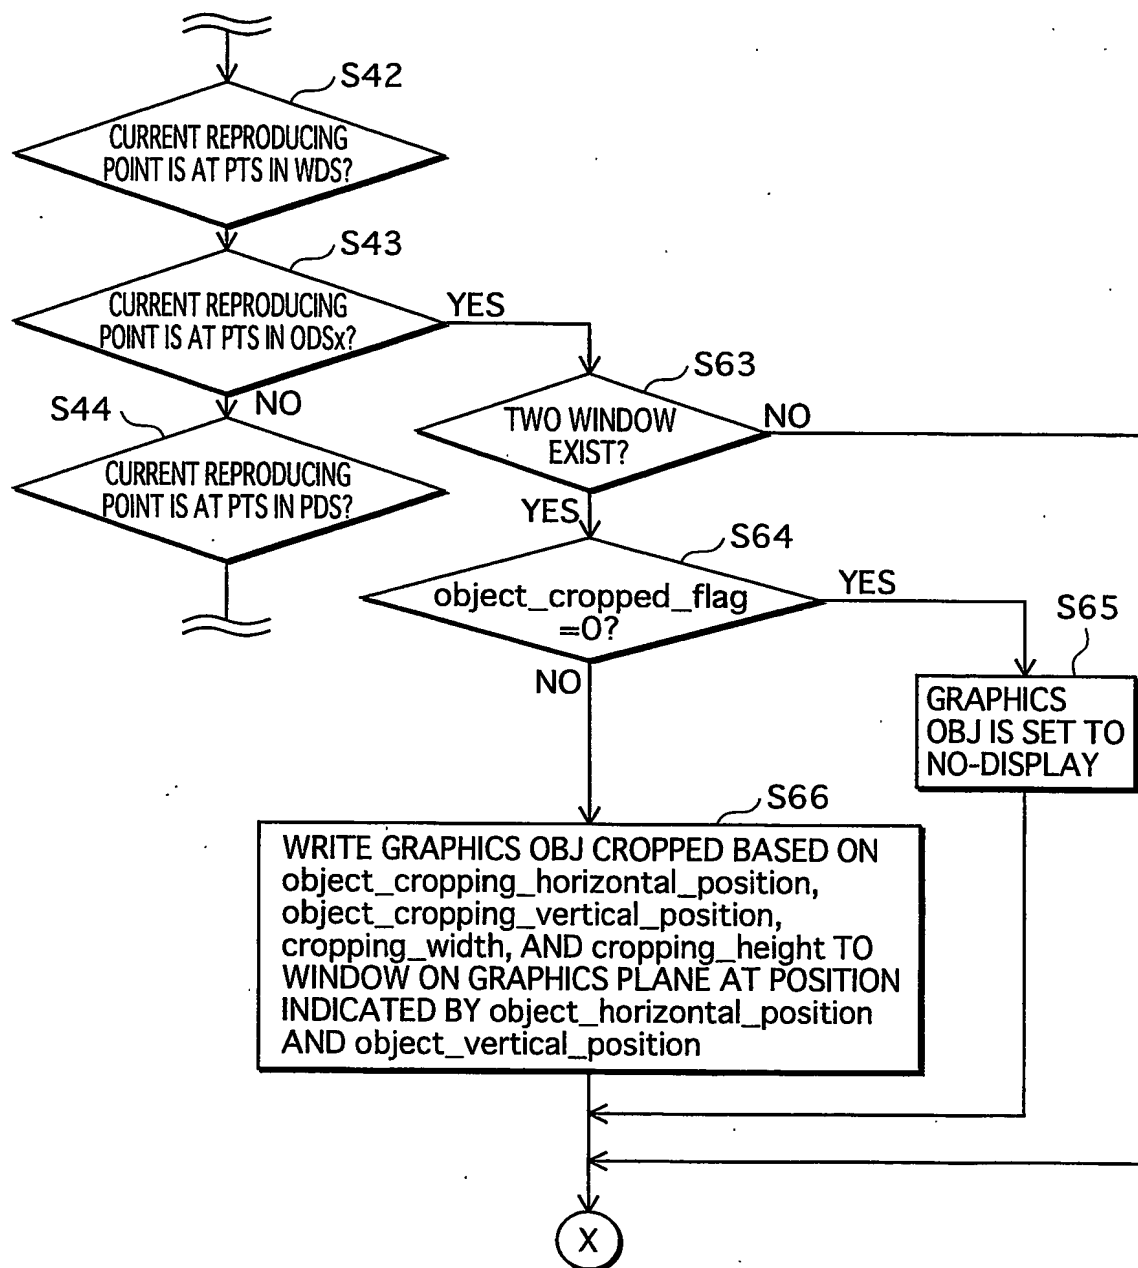 S42
CURRENT REPRODUCING
POINT IS AT PTS IN WDS?
S43
CURRENT REPRODUCING
POINT IS AT PTS IN ODSx?
YES
NO
S44
CURRENT REPRODUCING
POINT IS AT PTS IN PDS?
S63
TWO WINDOW
EXIST?
NO
YES
S64
object_cropped_flag
=0?
YES
NO
S65
GRAPHICS
OBJ IS SET TO
NO-DISPLAY
S66
WRITE GRAPHICS OBJ CROPPED BASED ON
object_cropping_horizontal_position,
object_cropping_vertical_position,
cropping_width, AND cropping_height TO
WINDOW ON GRAPHICS PLANE AT POSITION
INDICATED BY object_horizontal_position
AND object_vertical_position
X